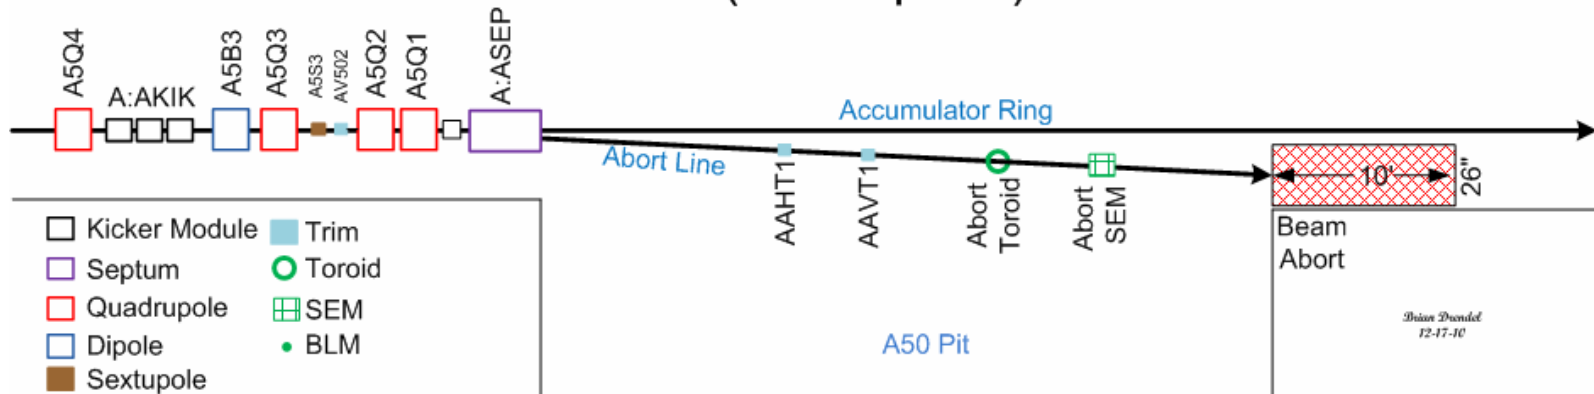 A5Q4
A:AKIK
A5B3
A5Q3
A5S3
AV502
A5Q2
A5Q1
A:ASEP
Accumulator Ring
Abort Line
AAHT1
AAVT1
Abort
Toroid
Abort
SEM
10'
26"
Beam
Abort
Kicker Module
Septum
Quadrupole
Dipole
Sextupole
Trim
Toroid
SEM
BLM
A50 Pit
Brian Drendel
12-17-10